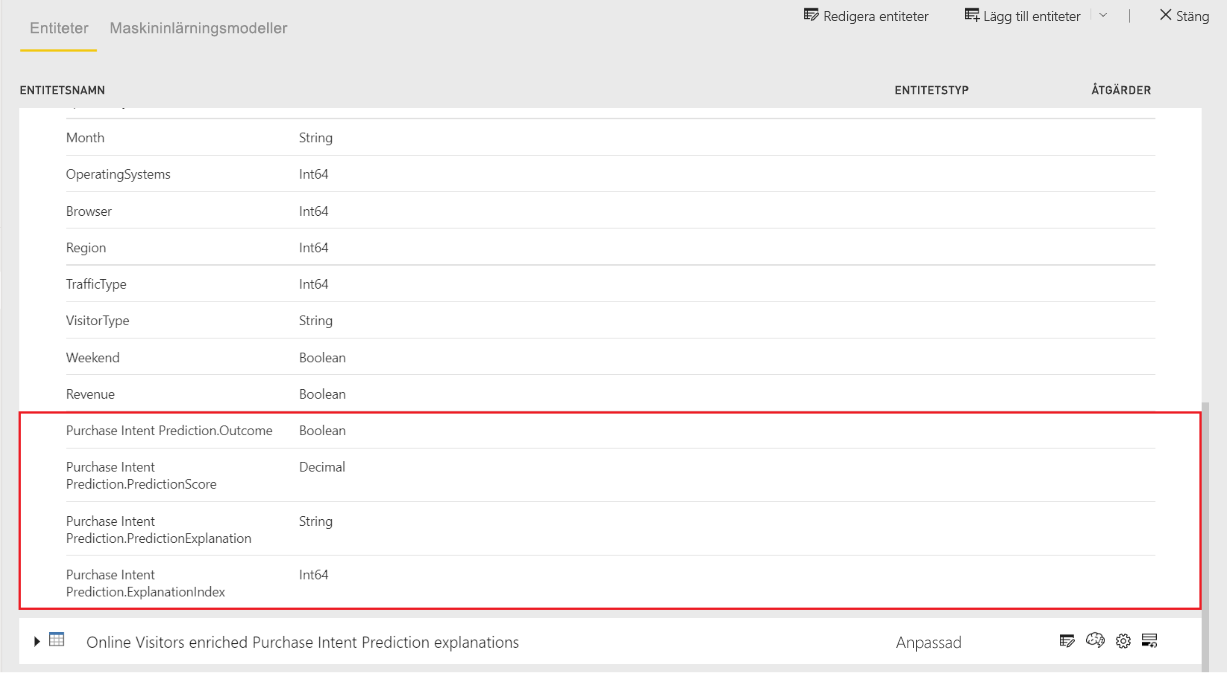 Redigera entiteter
Lägg till entiteter
Stäng
Entiteter
Maskininlärningsmodeller
ENTITETSNAMN
ENTITETSTYP
ÅTGÄRDER
Month String
OperatingSystems Int64
Browser Int64
Region Int64
TrafficType Int64
VisitorType String
Weekend Boolean
Revenue Boolean
Purchase Intent Prediction.Outcome Boolean
Purchase Intent Decimal
Prediction.PredictionScore
Purchase Intent String
Prediction.PredictionExplanation
Purchase Intent Int64
Prediction.ExplanationIndex
Online Visitors enriched Purchase Intent Prediction explanations Anpassad